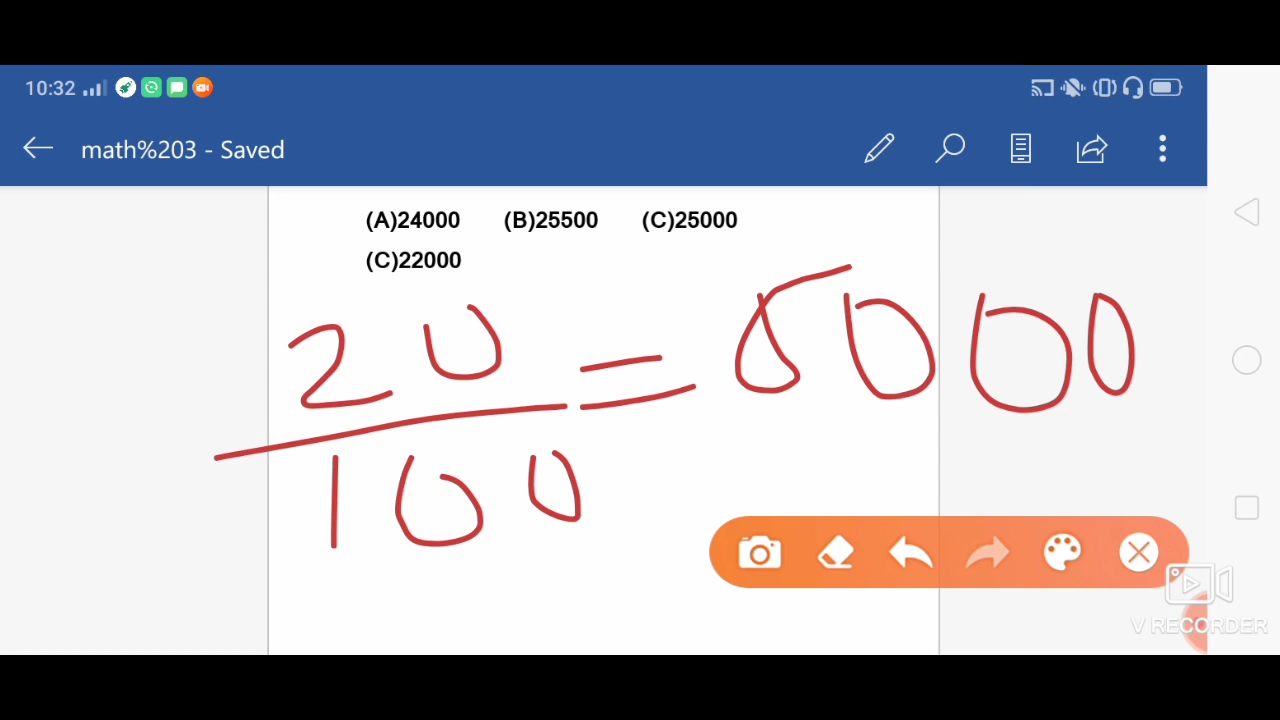 10:32
math%203 - Saved
(A)24000 (B)25500 (C)25000
(C)22000
20 = 5000
100
V RECORDER